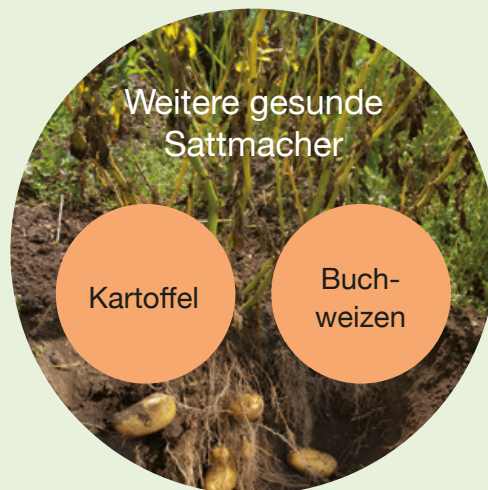 Weitere gesunde
Sattmacher
Kartoffel
Buch-
weizen